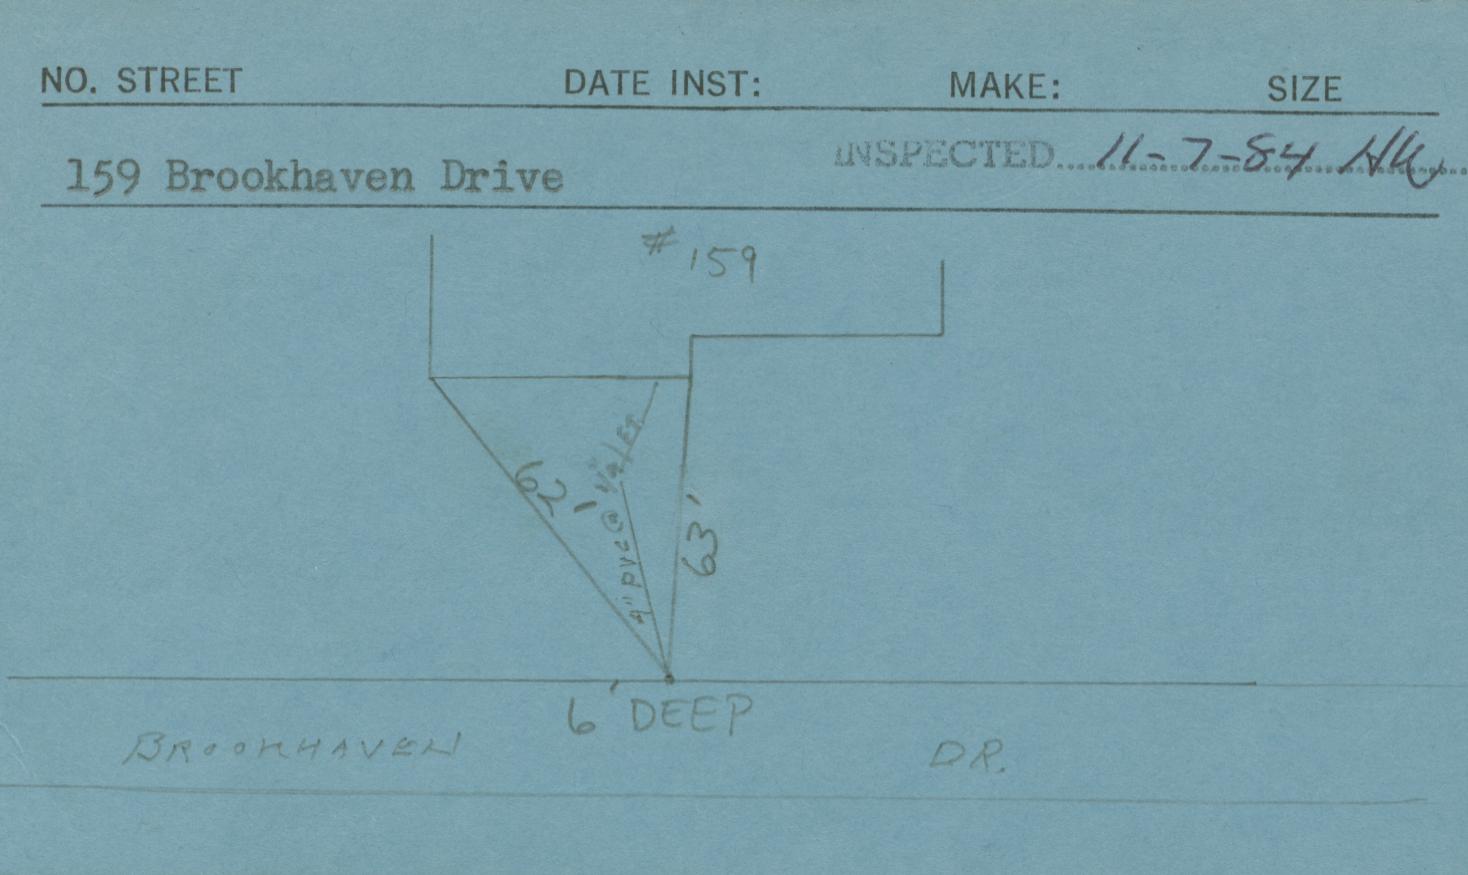 NO. STREET DATE INST: MAKE: SIZE
159 Brookhaven Drive INSPECTED 11-7-84 HW
# 159
62'
4" PVC @ 1/4 / FT.
63'
6' DEEP
BROOKHAVEN DR.